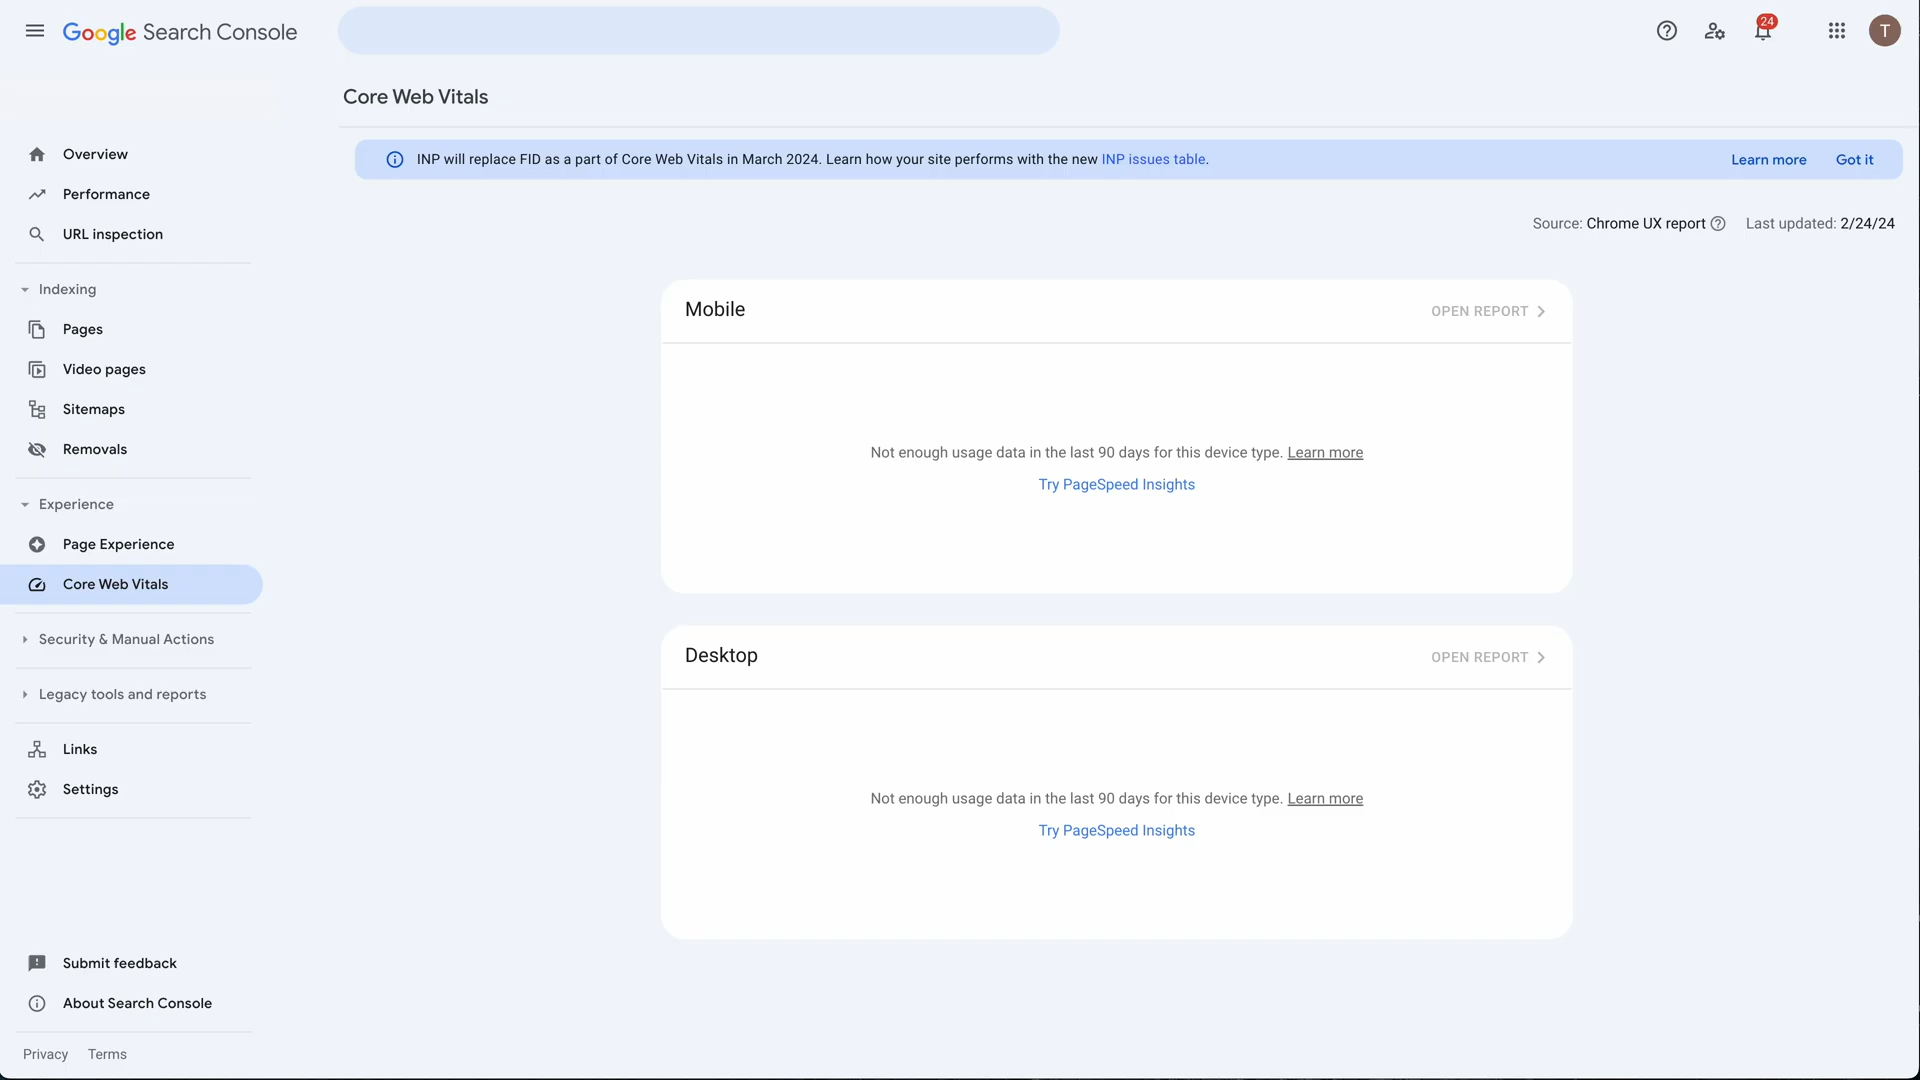 Google Search Console
24
T
Core Web Vitals
Overview
Performance
URL inspection
Indexing
Pages
Video pages
Sitemaps
Removals
Experience
Page Experience
Core Web Vitals
Security & Manual Actions
Legacy tools and reports
Links
Settings
Submit feedback
About Search Console
Privacy Terms
INP will replace FID as a part of Core Web Vitals in March 2024. Learn how your site performs with the new INP issues table. Learn more Got it
Source: Chrome UX report Last updated: 2/24/24
Mobile OPEN REPORT
Not enough usage data in the last 90 days for this device type. Learn more
Try PageSpeed Insights
Desktop OPEN REPORT
Not enough usage data in the last 90 days for this device type. Learn more
Try PageSpeed Insights